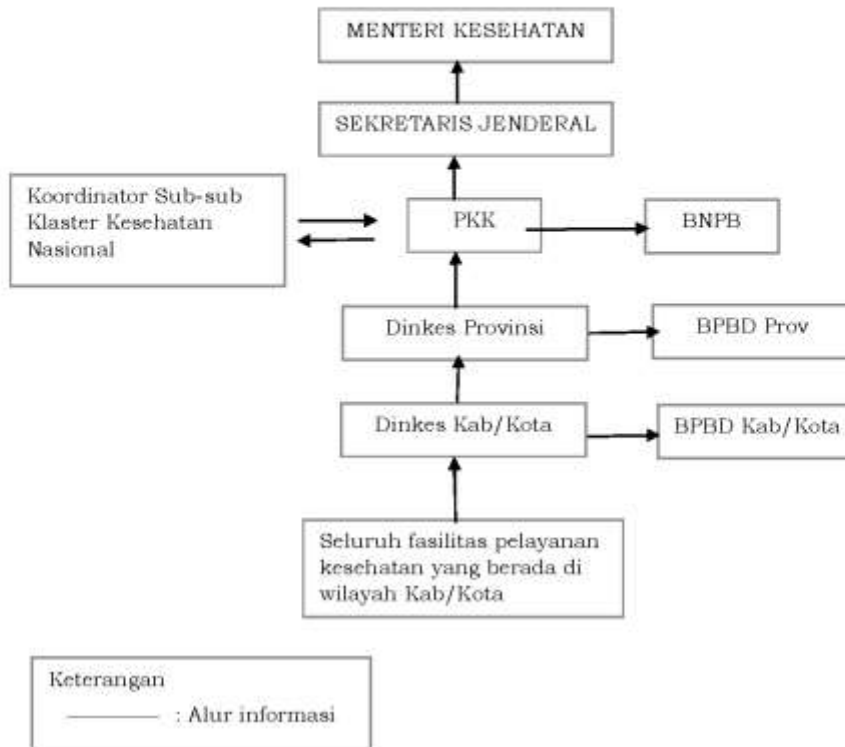 MENTERI KESEHATAN
SEKRETARIS JENDERAL
Koordinator Sub-sub
Klaster Kesehatan
Nasional
PKK
BNPB
Dinkes Provinsi
BPBD Prov
Dinkes Kab/Kota
BPBD Kab/Kota
Seluruh fasilitas pelayanan
kesehatan yang berada di
wilayah Kab/Kota
Keterangan
: Alur informasi